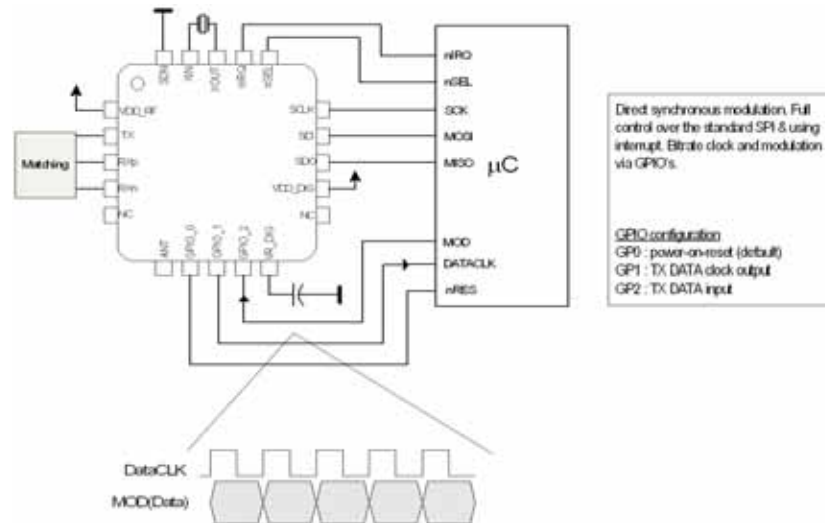 SDN
XIN
XOUT
nIRQ
nSEL
VDD_RF
TX
RXp
RXn
NC
SCLK
SDI
SDO
VDD_DIG
NC
ANT
GPIO_0
GPIO_1
GPIO_2
VR_DIG
Matching
nIRQ
nSEL
SCK
MOSI
MISO
μC
MOD
DATACLK
nRES
Direct synchronous modulation. Full
control over the standard SPI & using
interrupt. Bitrate clock and modulation
via GPIO's.
GPIO configuration
GP0 : power-on-reset (default)
GP1 : TX DATA clock output
GP2 : TX DATA input
DataCLK
MOD(Data)